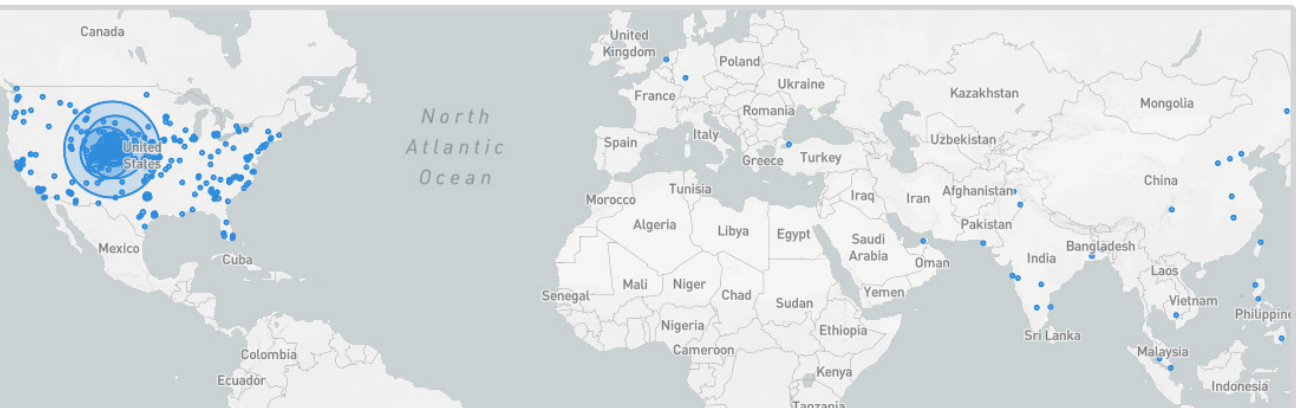 Canada
United
Kingdom
Poland
Ukraine
Kazakhstan
Mongolia
France
Romania
North
Atlantic
Ocean
Uzbekistan
Italy
Spain
Greece
Turkey
United
States
China
Afghanistan
Tunisia
Iraq
Iran
Morocco
Pakistan
Algeria
Libya
Egypt
Saudi
Arabia
Bangladesh
Mexico
Cuba
India
Oman
Laos
Mali
Niger
Chad
Sudan
Yemen
Senegal
Vietnam
Philippine
Nigeria
Ethiopia
Sri Lanka
Cameroon
Colombia
Malaysia
Kenya
Ecuador
Indonesia
Tanzania